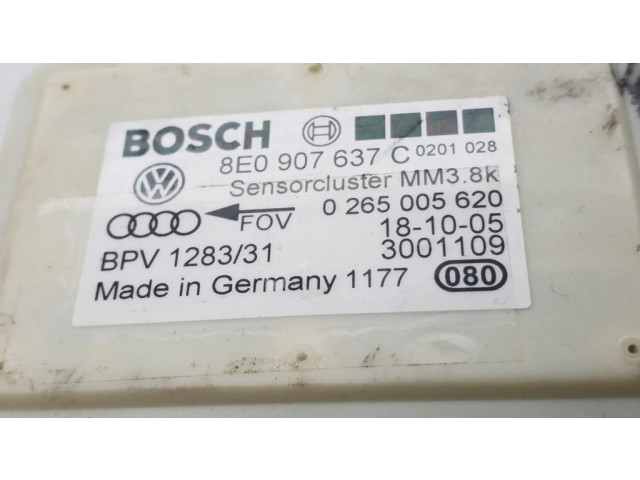 BOSCH
8E0 907 637 C 0201 028
Sensorcluster MM3.8k
FOV 0 265 005 620
18-10-05
BPV 1283/31 3001109
Made in Germany 1177 080